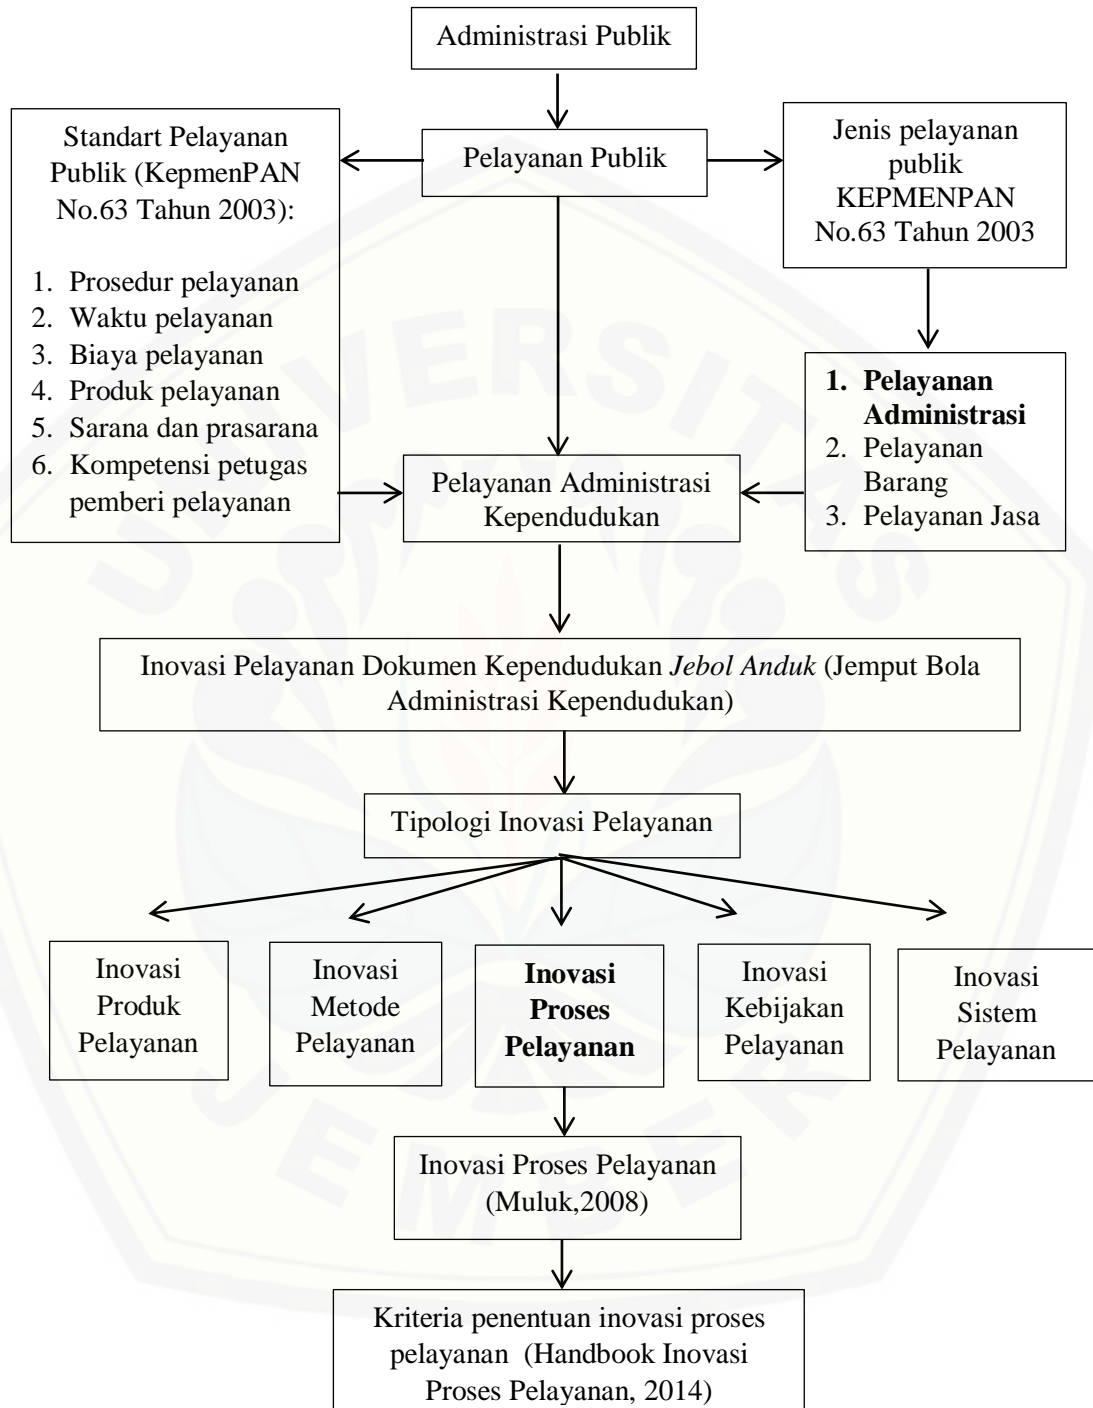 Administrasi Publik
Standart Pelayanan
Publik (KepmenPAN
No.63 Tahun 2003):
1. Prosedur pelayanan
2. Waktu pelayanan
3. Biaya pelayanan
4. Produk pelayanan
5. Sarana dan prasarana
6. Kompetensi petugas
pemberi pelayanan
Pelayanan Publik
Jenis pelayanan
publik
KEPMENPAN
No.63 Tahun 2003
1. Pelayanan
Administrasi
2. Pelayanan
Barang
3. Pelayanan Jasa
Pelayanan Administrasi
Kependudukan
Inovasi Pelayanan Dokumen Kependudukan Jebol Anduk (Jemput Bola
Administrasi Kependudukan)
Tipologi Inovasi Pelayanan
Inovasi
Produk
Pelayanan
Inovasi
Metode
Pelayanan
Inovasi
Proses
Pelayanan
Inovasi
Kebijakan
Pelayanan
Inovasi
Sistem
Pelayanan
Inovasi Proses Pelayanan
(Muluk,2008)
Kriteria penentuan inovasi proses
pelayanan (Handbook Inovasi
Proses Pelayanan, 2014)
UNIVERSITAS
JEMBER